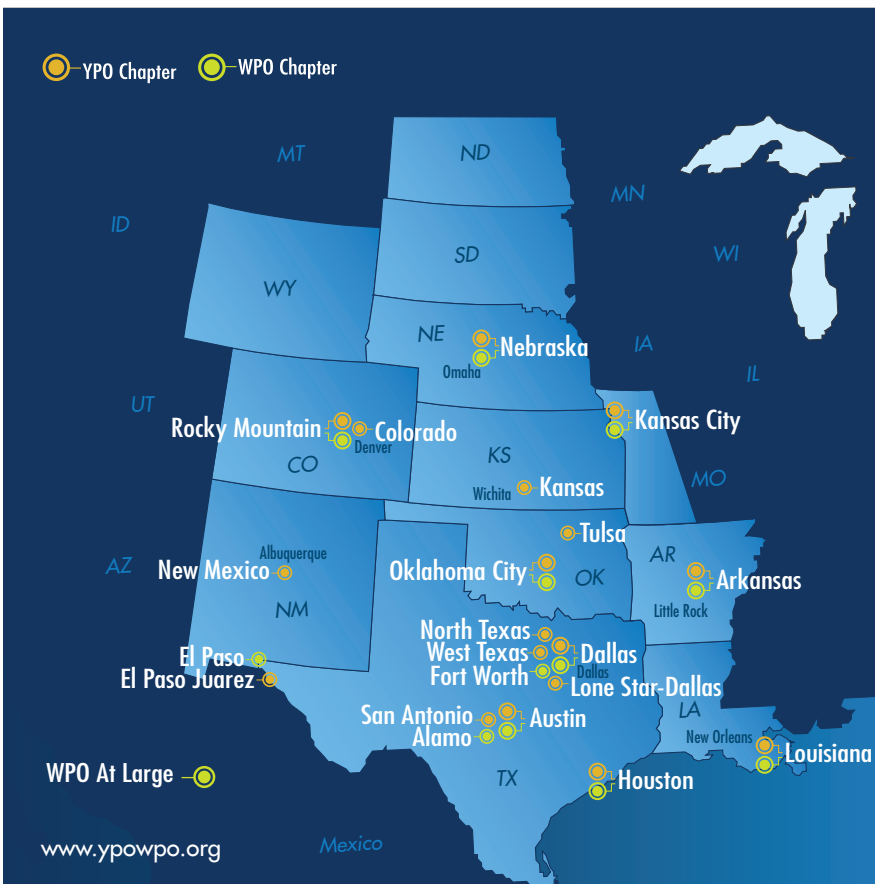 YPO Chapter
WPO Chapter
MT
ND
MN
ID
WI
SD
WY
NE
Nebraska
IA
Omaha
IL
UT
Rocky Mountain
Colorado
Denver
Kansas City
CO
KS
Wichita
Kansas
MO
Tulsa
AZ
Albuquerque
New Mexico
NM
Oklahoma City
OK
AR
Arkansas
Little Rock
North Texas
West Texas
Fort Worth
Dallas
Dallas
Lone Star-Dallas
El Paso
El Paso Juarez
San Antonio
Alamo
Austin
LA
New Orleans
Louisiana
WPO At Large
TX
Houston
www.ypowpo.org
Mexico